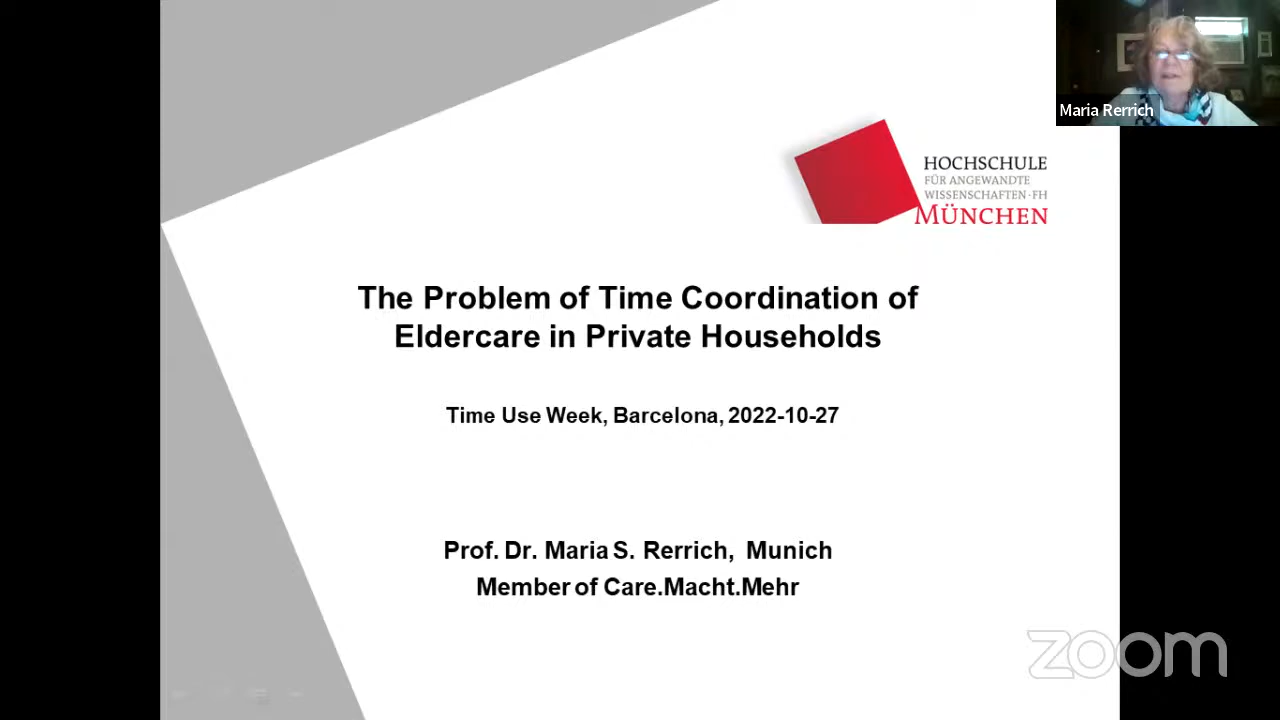 Maria Rerrich
HOCHSCHULE
FÜR ANGEWANDTE
WISSENSCHAFTEN·FH
MÜNCHEN
The Problem of Time Coordination of
Eldercare in Private Households
Time Use Week, Barcelona, 2022-10-27
Prof. Dr. Maria S. Rerrich, Munich
Member of Care.Macht.Mehr
zoom